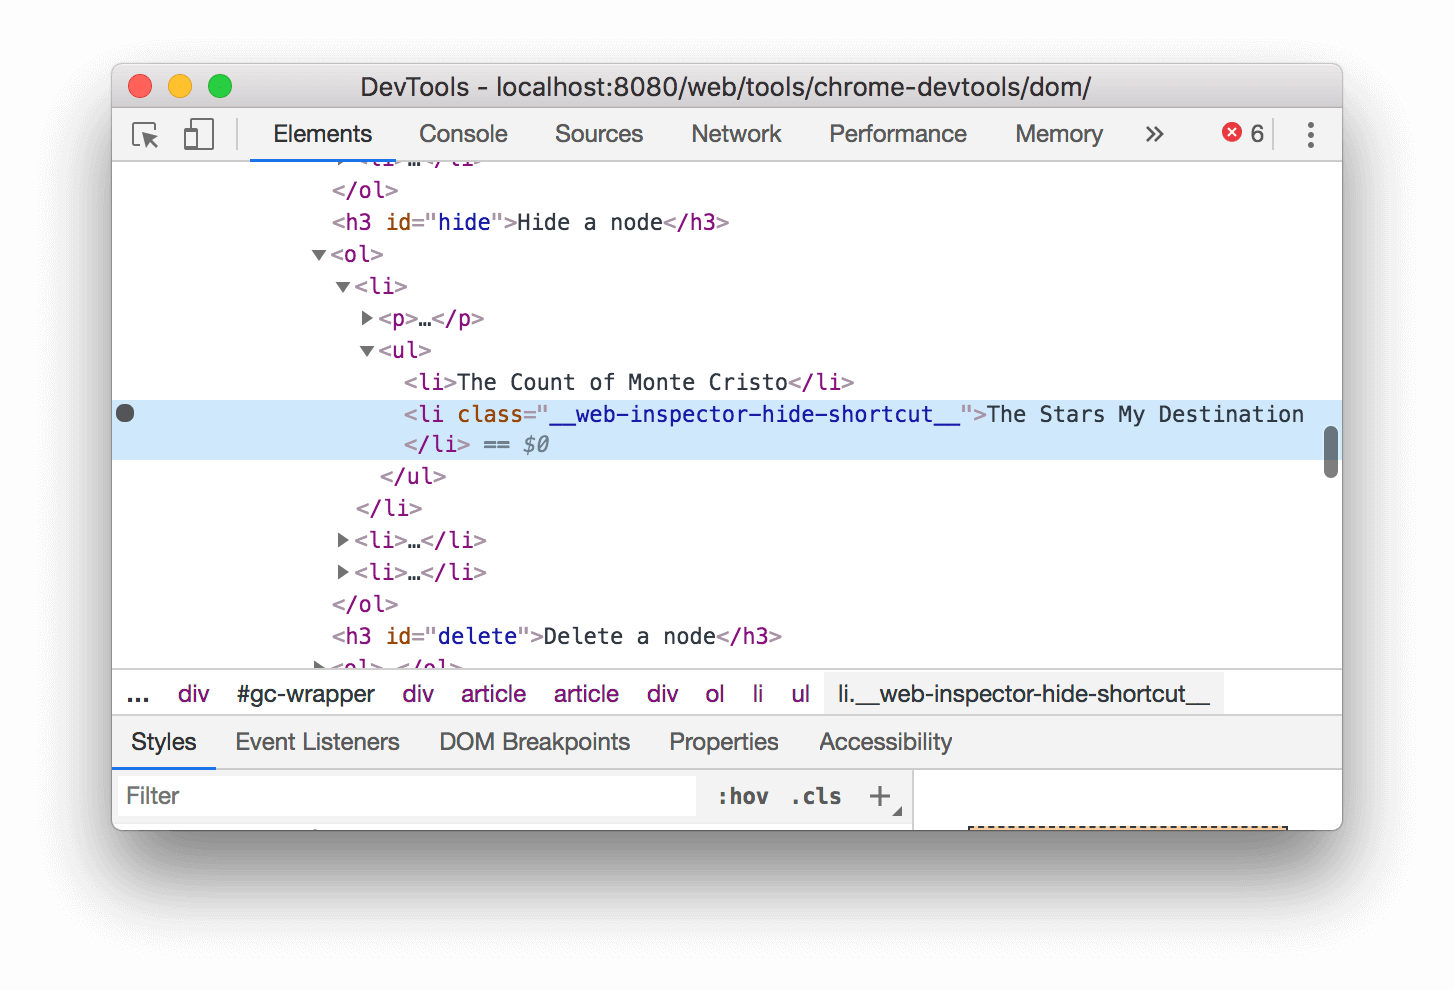 DevTools - localhost:8080/web/tools/chrome-devtools/dom/
Elements Console Sources Network Performance Memory » 6
<li>…</li>
</ol>
<h3 id="hide">Hide a node</h3>
<ol>
<li>
<p>…</p>
<ul>
<li>The Count of Monte Cristo</li>
<li class="__web-inspector-hide-shortcut__">The Stars My Destination
</li> == $0
</ul>
</li>
<li>…</li>
<li>…</li>
</ol>
<h3 id="delete">Delete a node</h3>
<ol>…</ol>
... div #gc-wrapper div article article div ol li ul li.__web-inspector-hide-shortcut__
Styles Event Listeners DOM Breakpoints Properties Accessibility
Filter :hov .cls +